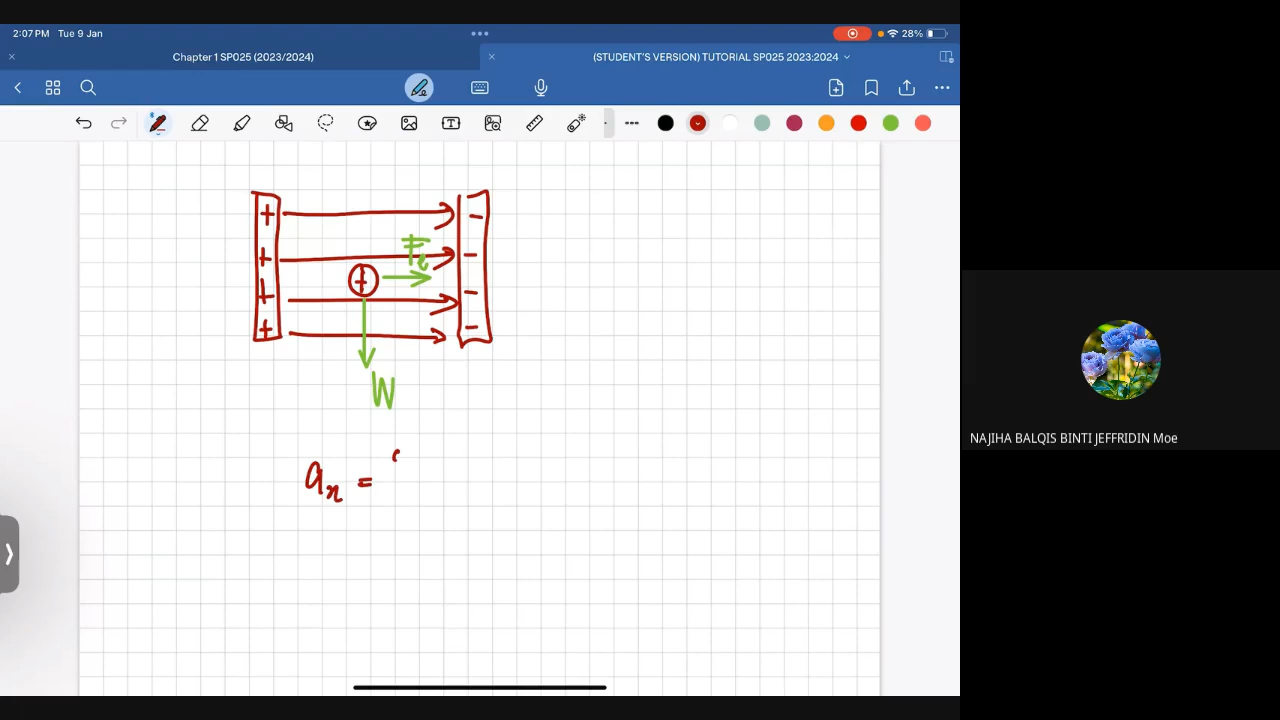 2:07 PM Tue 9 Jan
28%
Chapter 1 SP025 (2023/2024)
(STUDENT'S VERSION) TUTORIAL SP025 2023:2024
+ −
+ −
+ −
+ −
+
Fe
W
NAJIHA BALQIS BINTI JEFFRIDIN Moe
ax =